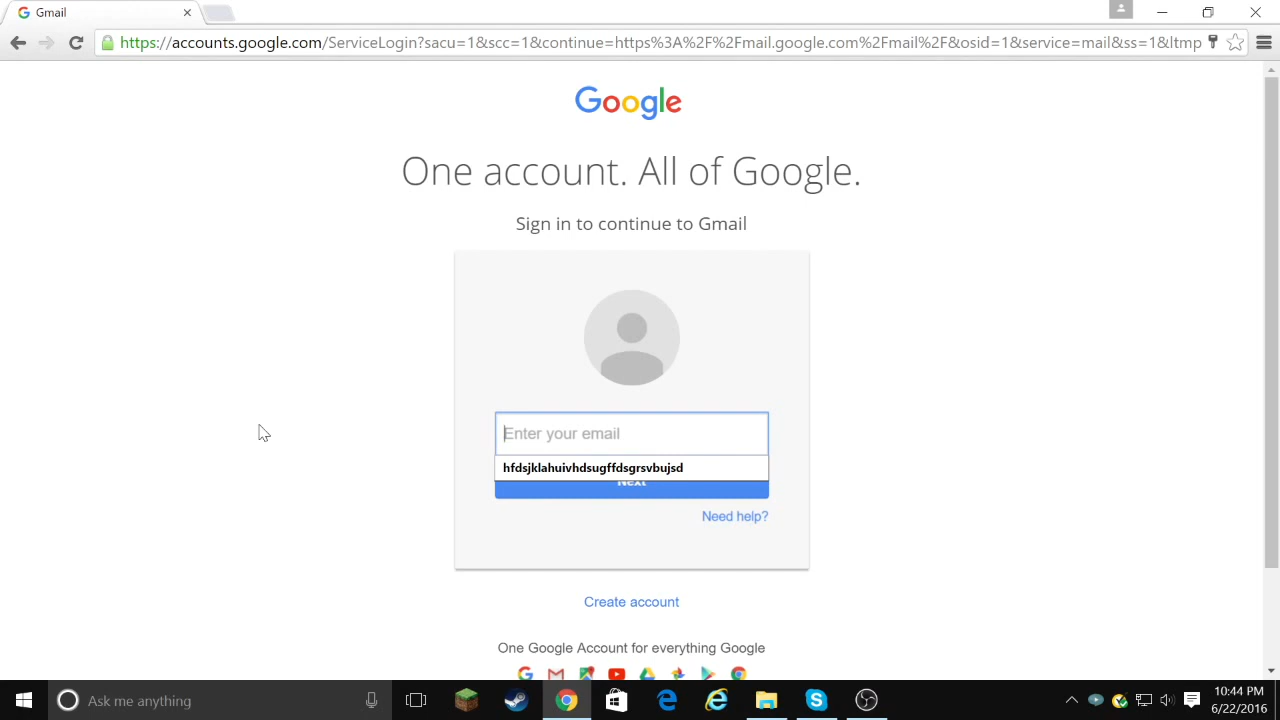 Gmail
https://accounts.google.com/ServiceLogin?sacu=1&scc=1&continue=https%3A%2F%2Fmail.google.com%2Fmail%2F&osid=1&service=mail&ss=1&ltmp
Google
One account. All of Google.
Sign in to continue to Gmail
Enter your email
hfdsjklahuivhdsugffdsgrsvbujsd
Next
Need help?
Create account
One Google Account for everything Google
Ask me anything
10:44 PM
6/22/2016